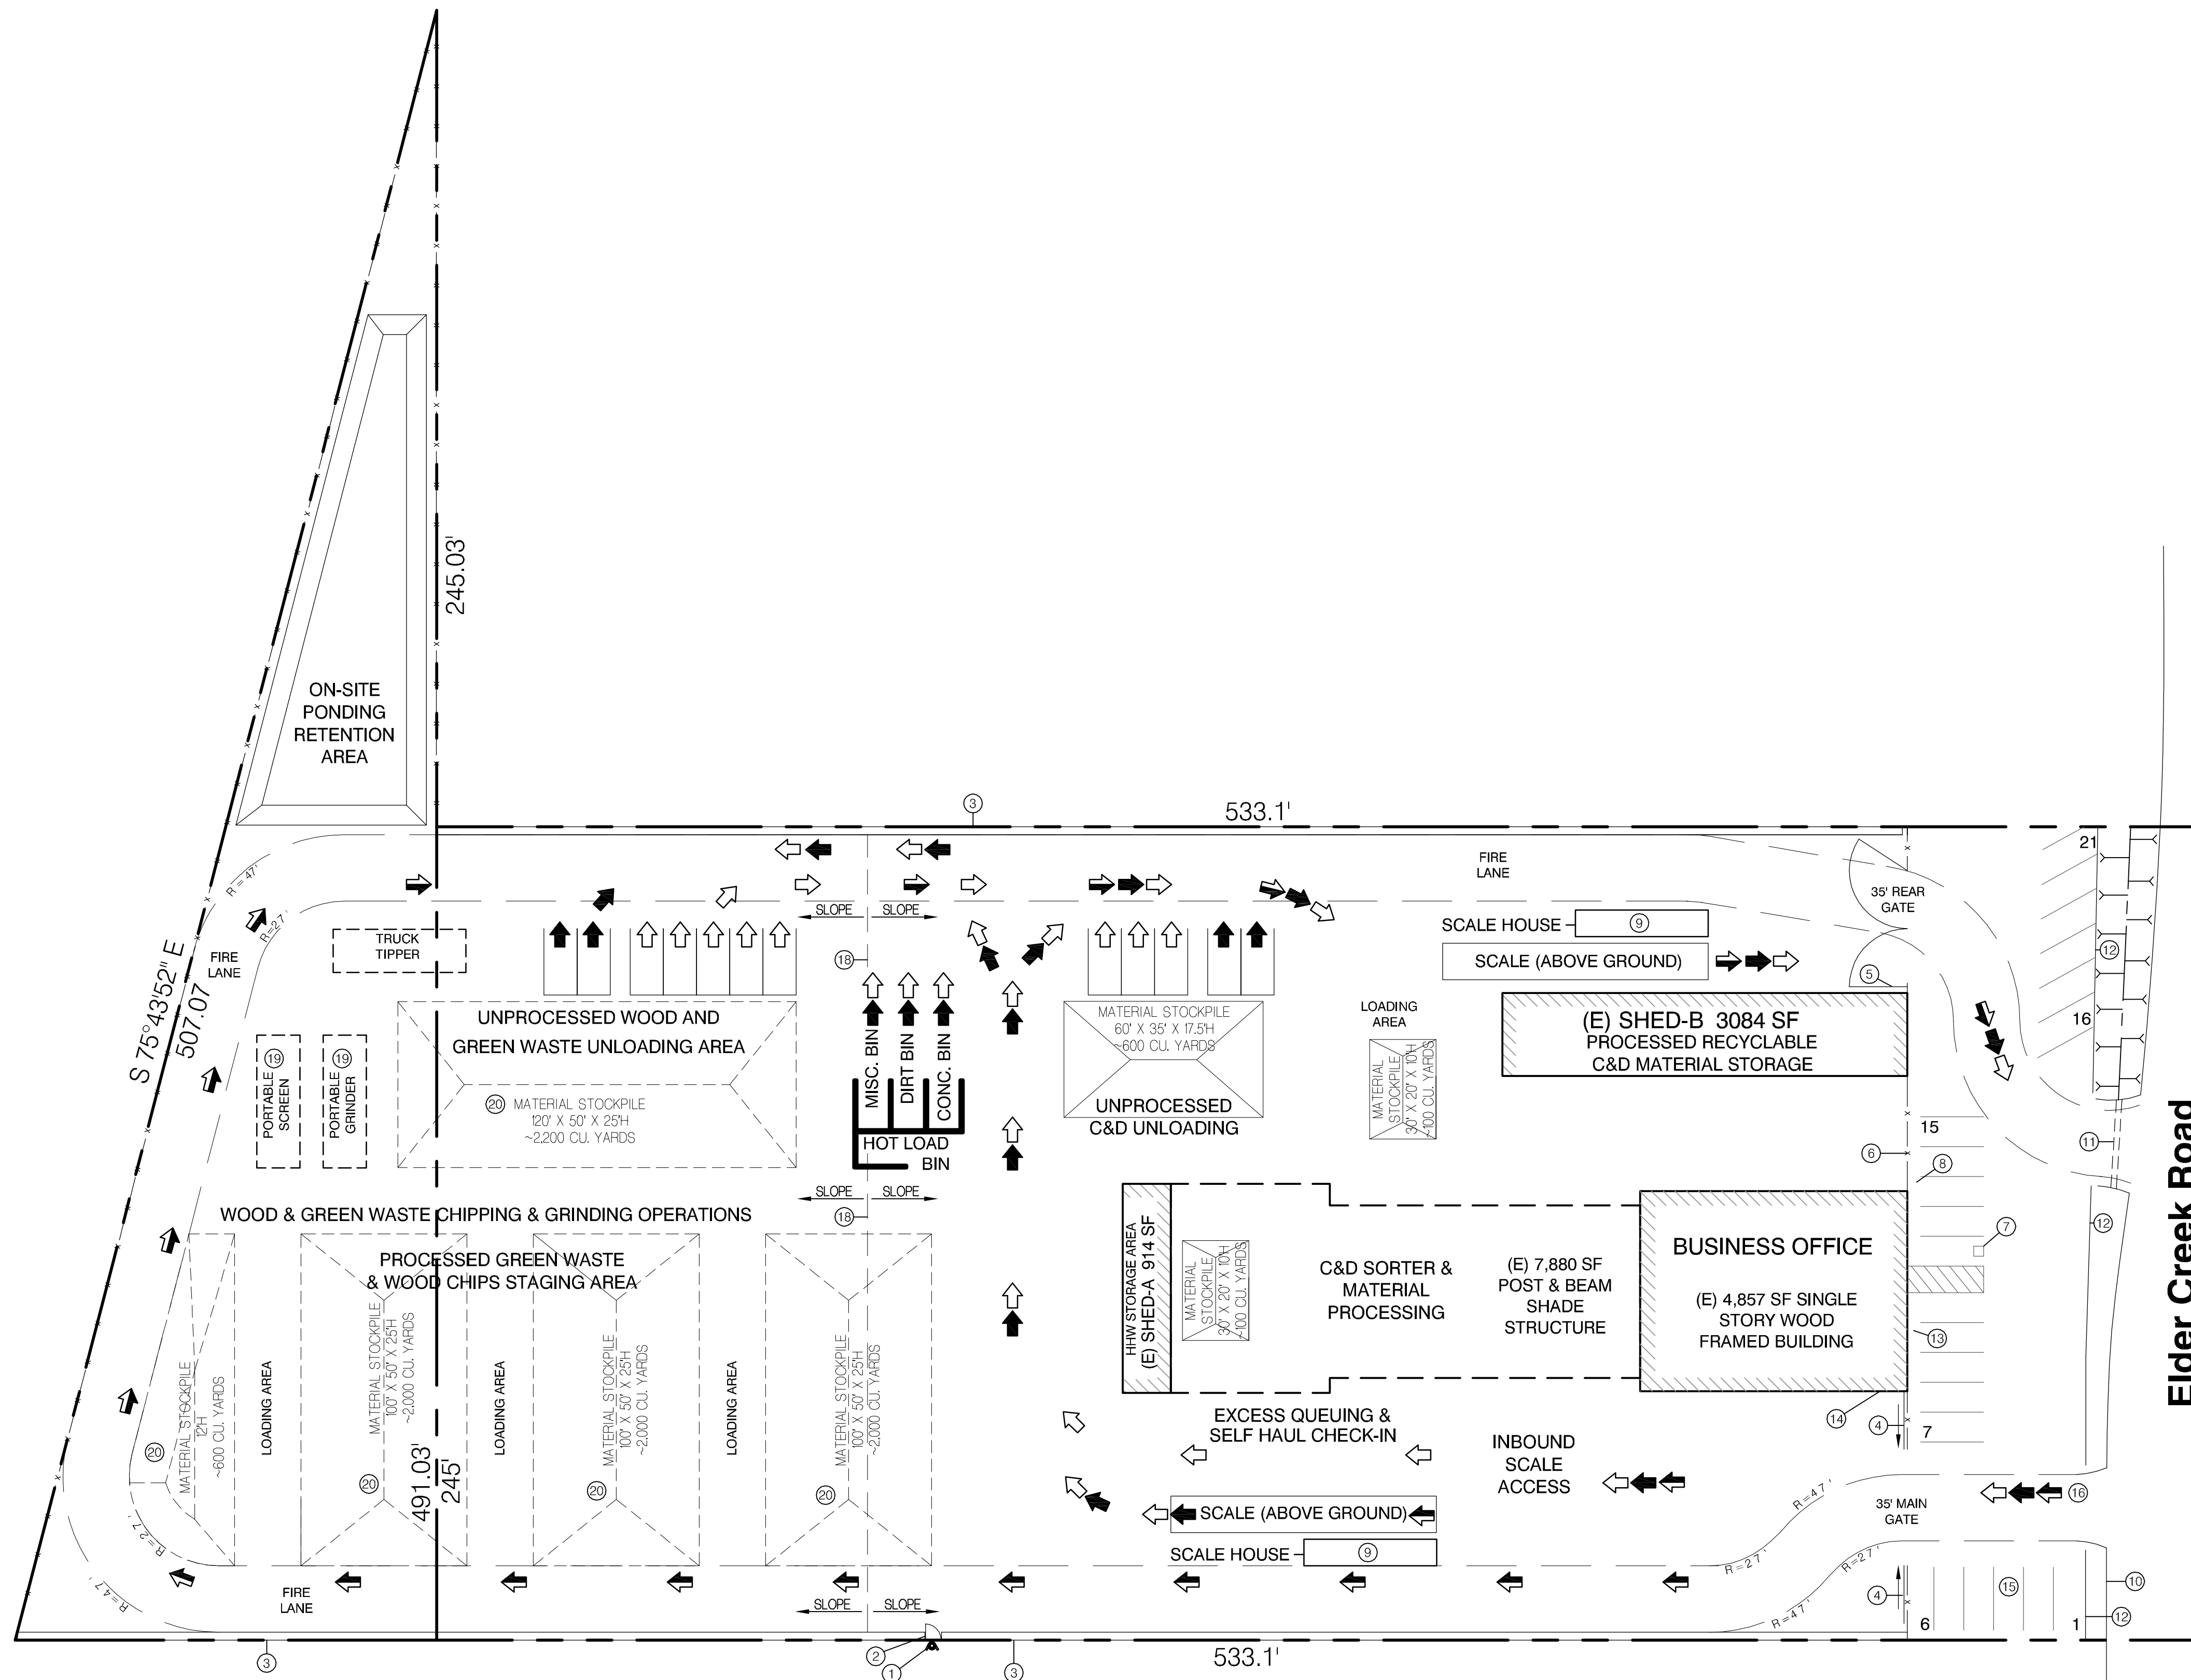 245.03'
ON-SITE
PONDING
RETENTION
AREA
S 75°43'52" E
507.07
3
533.1'
R = 47'
R=27'
FIRE
LANE
TRUCK
TIPPER
SLOPE
SLOPE
18
FIRE
LANE
35' REAR
GATE
21
16
12
SCALE HOUSE
9
SCALE (ABOVE GROUND)
5
PORTABLE
SCREEN
19
PORTABLE
GRINDER
19
UNPROCESSED WOOD AND
GREEN WASTE UNLOADING AREA
20
MATERIAL STOCKPILE
120' X 50' X 25'H
~2,200 CU. YARDS
MISC. BIN
DIRT BIN
CONC. BIN
HOT LOAD
BIN
MATERIAL STOCKPILE
60' X 35' X 17.5'H
~600 CU. YARDS
UNPROCESSED
C&D UNLOADING
LOADING
AREA
MATERIAL
STOCKPILE
30' X 20' X 10'H
~100 CU. YARDS
(E) SHED-B 3084 SF
PROCESSED RECYCLABLE
C&D MATERIAL STORAGE
15
6
8
11
Elder Creek Road
SLOPE
SLOPE
18
WOOD & GREEN WASTE CHIPPING & GRINDING OPERATIONS
PROCESSED GREEN WASTE
& WOOD CHIPS STAGING AREA
HHW STORAGE AREA
(E) SHED-A 914 SF
MATERIAL
STOCKPILE
30' X 20' X 10'H
~100 CU. YARDS
C&D SORTER &
MATERIAL
PROCESSING
(E) 7,880 SF
POST & BEAM
SHADE
STRUCTURE
BUSINESS OFFICE
(E) 4,857 SF SINGLE
STORY WOOD
FRAMED BUILDING
7
12
13
14
4
7
MATERIAL STOCKPILE
12'H
~600 CU. YARDS
20
LOADING AREA
MATERIAL STOCKPILE
100' X 50' X 25'H
~2,000 CU. YARDS
20
491.03'
245'
LOADING AREA
MATERIAL STOCKPILE
100' X 50' X 25'H
~2,000 CU. YARDS
20
LOADING AREA
MATERIAL STOCKPILE
100' X 50' X 25'H
~2,000 CU. YARDS
20
EXCESS QUEUING &
SELF HAUL CHECK-IN
INBOUND
SCALE
ACCESS
SCALE (ABOVE GROUND)
SCALE HOUSE
9
R=47'
R=27'
R=27'
R=47'
35' MAIN
GATE
16
4
15
10
12
6
1
R=27'
R=47'
FIRE
LANE
SLOPE
SLOPE
3
2
1
3
533.1'